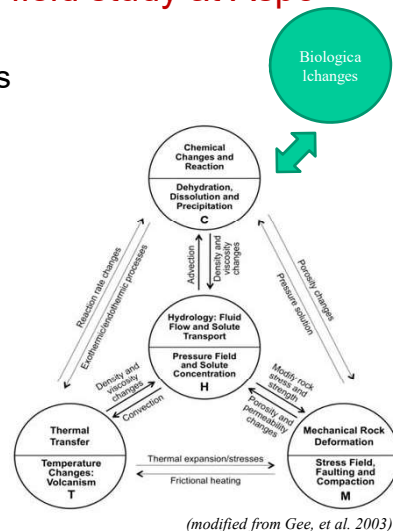 Biologica
lchanges
s
Chemical
Changes and
Reaction
Dehydration,
Dissolution and
Precipitation
C
Reaction rate changes
Exothermic/endothermic processes
Advection
Density and
viscosity
changes
Porosity changes
Pressure solution
Hydrology: Fluid
Flow and Solute
Transport
Pressure Field
and Solute
Concentration
H
Density and
viscosity
changes
Convection
Modify rock
stress and
strength
Porosity and
permeability
changes
Thermal
Transfer
Temperature
Changes:
Volcanism
T
Thermal expansion/stresses
Frictional heating
Mechanical Rock
Deformation
Stress Field,
Faulting and
Compaction
M
(modified from Gee, et al. 2003)